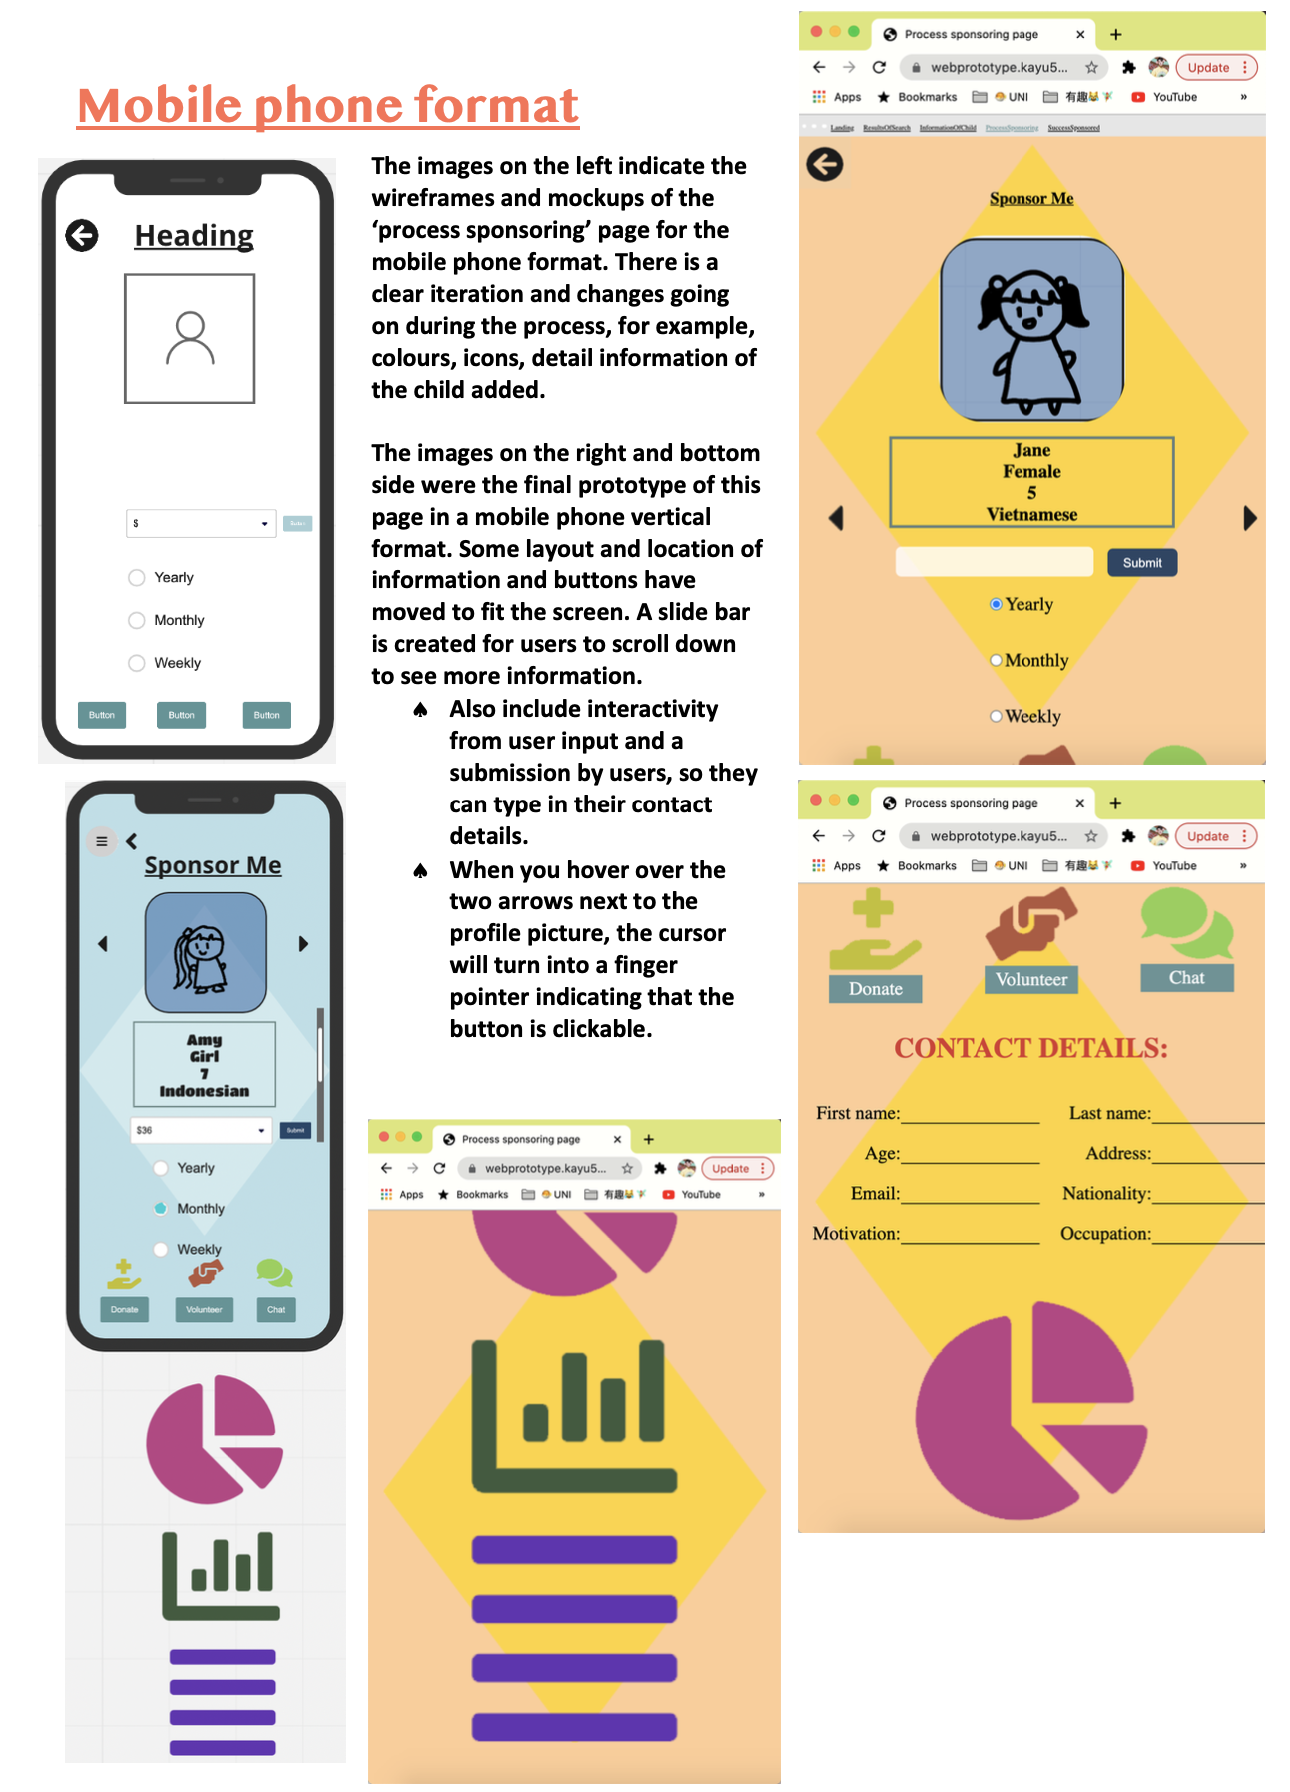 Mobile phone format
Heading
$
Yearly
Monthly
Weekly
Button
Button
Button
The images on the left indicate the
wireframes and mockups of the
‘process sponsoring’ page for the
mobile phone format. There is a
clear iteration and changes going
on during the process, for example,
colours, icons, detail information of
the child added.
The images on the right and bottom
side were the final prototype of this
page in a mobile phone vertical
format. Some layout and location of
information and buttons have
moved to fit the screen. A slide bar
is created for users to scroll down
to see more information.
Also include interactivity
from user input and a
submission by users, so they
can type in their contact
details.
When you hover over the
two arrows next to the
profile picture, the cursor
will turn into a finger
pointer indicating that the
button is clickable.
Process sponsoring page
webprototype.kayu5...
Update
Apps Bookmarks UNI 有趣 YouTube »
Landing ResultsOfSearch InformationOfChild ProcessSponsoring SuccessSponsored
Sponsor Me
Jane
Female
5
Vietnamese
Submit
Yearly
Monthly
Weekly
Sponsor Me
Amy
Girl
7
Indonesian
$36
Submit
Yearly
Monthly
Weekly
Donate
Volunteer
Chat
Process sponsoring page
webprototype.kayu5...
Update
Apps Bookmarks UNI 有趣 YouTube »
Process sponsoring page
webprototype.kayu5...
Update
Apps Bookmarks UNI 有趣 YouTube »
Donate
Volunteer
Chat
CONTACT DETAILS:
First name: Last name:
Age: Address:
Email: Nationality:
Motivation: Occupation: